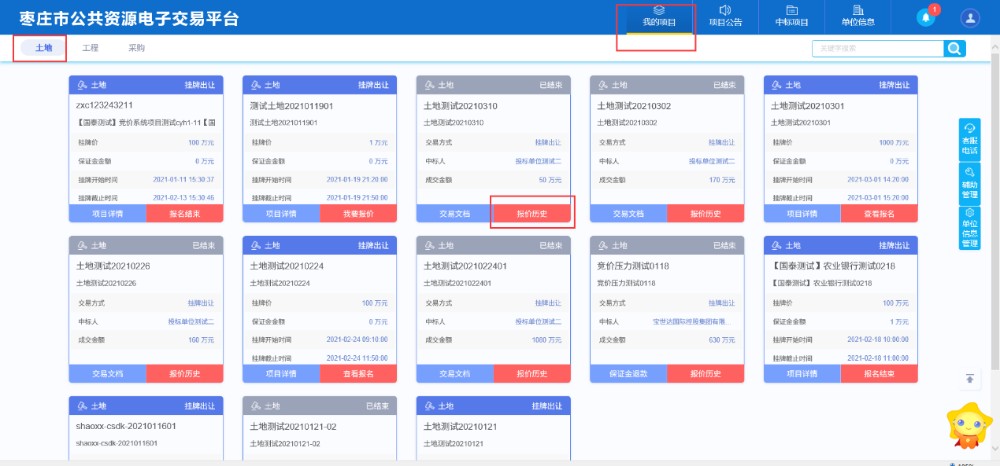 枣庄市公共资源电子交易平台
我的项目 项目公告 中标项目 单位信息 1
土地 工程 采购 关键字搜索
土地 挂牌出让
zxc123243211
【国泰测试】竞价系统项目测试cyh1-11【国
挂牌价 100 万元
保证金金额 0 万元
挂牌开始时间 2021-01-11 15:30:37
挂牌截止时间 2021-02-13 15:30:46
项目详情 报名结束
土地 挂牌出让
测试土地2021011901
测试土地2021011901
挂牌价 1 万元
保证金金额 0 万元
挂牌开始时间 2021-01-19 21:20:00
挂牌截止时间 2021-01-19 21:50:00
项目详情 我要报价
土地 已结束
土地测试20210310
土地测试20210310
交易方式 挂牌出让
中标人 投标单位测试二
成交金额 50 万元
交易文档 报价历史
土地 已结束
土地测试20210302
土地测试20210302
交易方式 挂牌出让
中标人 投标单位测试二
成交金额 170 万元
交易文档 报价历史
土地 挂牌出让
土地测试20210301
土地测试20210301
挂牌价 1000 万元
保证金金额 0 万元
挂牌开始时间 2021-03-01 14:20:00
挂牌截止时间 2021-03-01 15:20:00
项目详情 查看报名
客服
电话
辅助
管理
单位
信息
管理
土地 已结束
土地测试20210226
土地测试20210226
交易方式 挂牌出让
中标人 投标单位测试二
成交金额 160 万元
交易文档 报价历史
土地 挂牌出让
土地测试20210224
土地测试20210224
挂牌价 100 万元
保证金金额 0 万元
挂牌开始时间 2021-02-24 09:10:00
挂牌截止时间 2021-02-24 11:50:00
项目详情 查看报名
土地 已结束
土地测试2021022401
土地测试2021022401
交易方式 挂牌出让
中标人 投标单位测试二
成交金额 1080 万元
交易文档 报价历史
土地 已结束
竞价压力测试0118
竞价压力测试0118
交易方式 挂牌出让
中标人 宝世达国际控股集团有限...
成交金额 630 万元
保证金退款 报价历史
土地 挂牌出让
【国泰测试】农业银行测试0218
【国泰测试】农业银行测试0218
挂牌价 100 万元
保证金金额 1 万元
挂牌开始时间 2021-02-18 10:00:00
挂牌截止时间 2021-02-18 11:00:00
项目详情 报名结束
土地 挂牌出让
shaoxx-csdk-2021011601
shaoxx-csdk-2021011601
土地 已结束
土地测试20210121-02
土地测试20210121-02
土地 挂牌出让
土地测试20210121
土地测试20210121